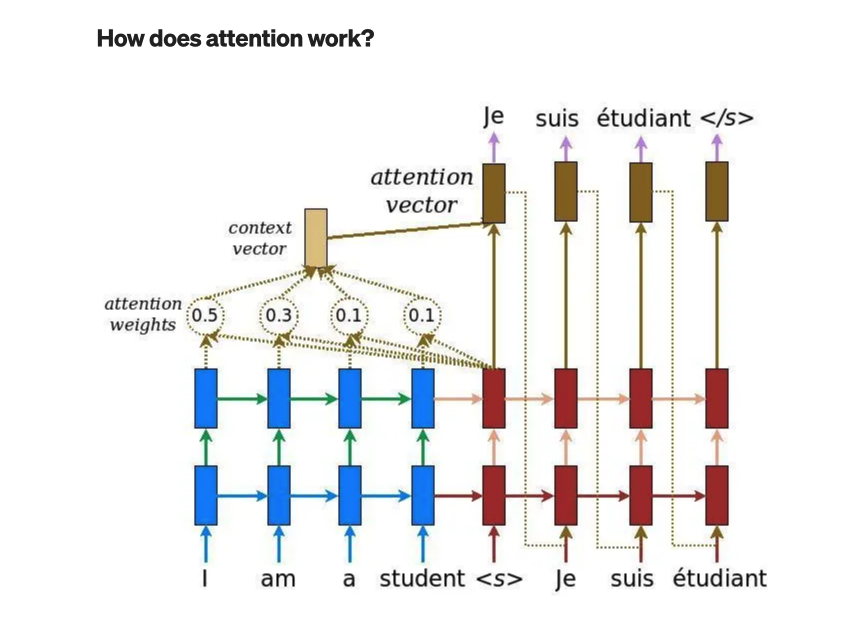 How does attention work?
Je suis étudiant </s>
attention
vector
context
vector
attention
weights
0.5 0.3 0.1 0.1
I am a student <s> Je suis étudiant